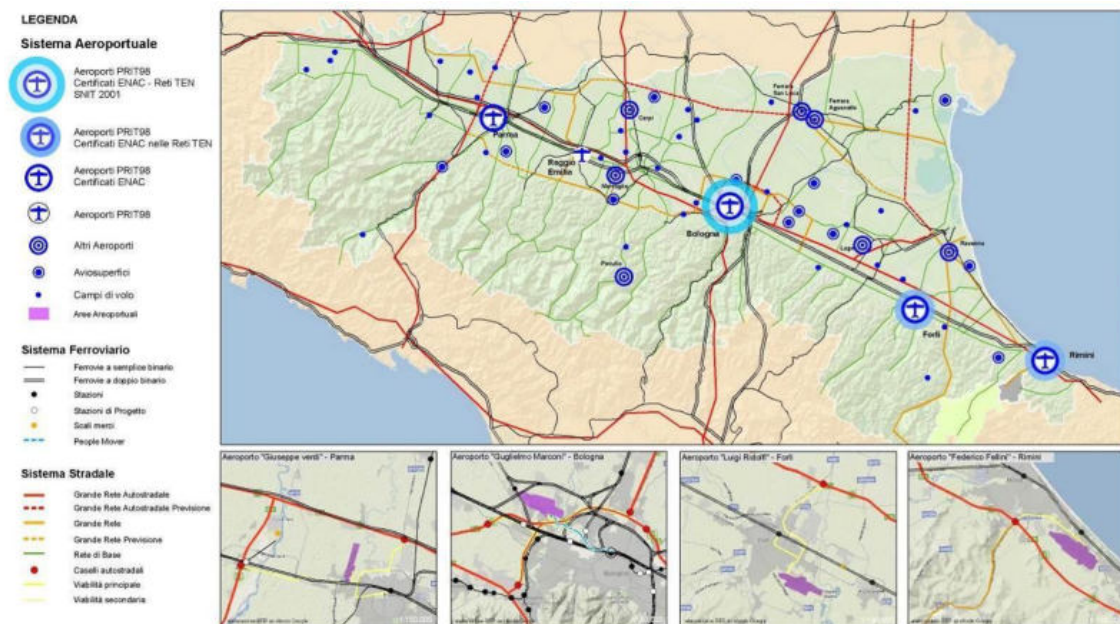 LEGENDA
Sistema Aeroportuale
Aeroporti PRIT98
Certificati ENAC - Reti TEN
SNIT 2001
Aeroporti PRIT98
Certificati ENAC nelle Reti TEN
Aeroporti PRIT98
Certificati ENAC
Aeroporti PRIT98
Altri Aeroporti
Aviosuperfici
Campi di volo
Aree Areoportuali
Sistema Ferroviario
Ferrovie a semplice binario
Ferrovie a doppio binario
Stazioni
Stazioni di Progetto
Scali merci
People Mover
Sistema Stradale
Grande Rete Autostradale
Grande Rete Autostradale Previsione
Grande Rete
Grande Rete Previsione
Rete di Base
Caselli autostradali
Viabilità principale
Viabilità secondaria
Ferrara
San Luca
Ferrara
Aguscello
Carpi
Parma
Reggio
Emilia
Marzaglia
Bologna
Lugo
Ravenna
Pavullo
Forlì
Rimini
Aeroporto "Giuseppe verdi" - Parma
Aeroporto "Guglielmo Marconi" - Bologna
Aeroporto "Luigi Ridolfi" - Forlì
Aeroporto "Federico Fellini" - Rimini